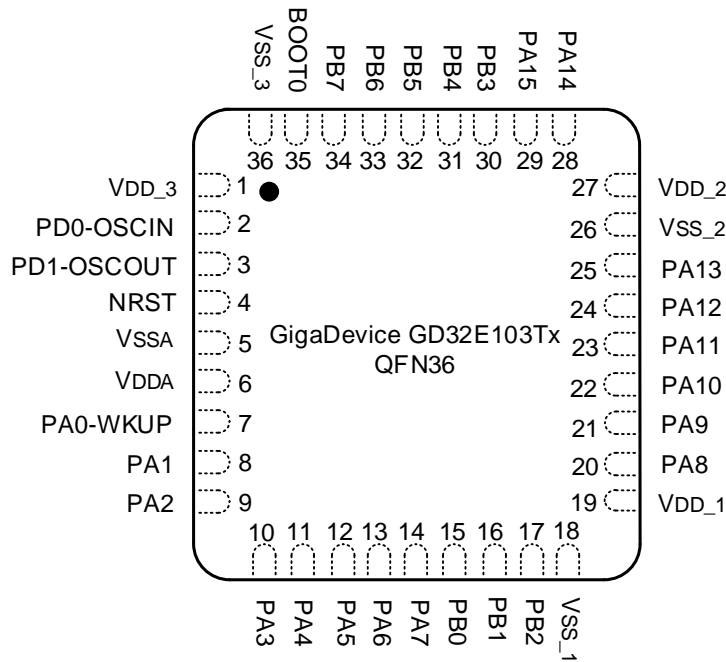 VSS_3 BOOT0 PB7 PB6 PB5 PB4 PB3 PA15 PA14
36 35 34 33 32 31 30 29 28
VDD_3 1 27 VDD_2
PD0-OSCIN 2 26 VSS_2
PD1-OSCOUT 3 25 PA13
NRST 4 24 PA12
VSSA 5 GigaDevice GD32E103Tx 23 PA11
QFN36
VDDA 6 22 PA10
PA0-WKUP 7 21 PA9
PA1 8 20 PA8
PA2 9 19 VDD_1
10 11 12 13 14 15 16 17 18
PA3 PA4 PA5 PA6 PA7 PB0 PB1 PB2 VSS_1